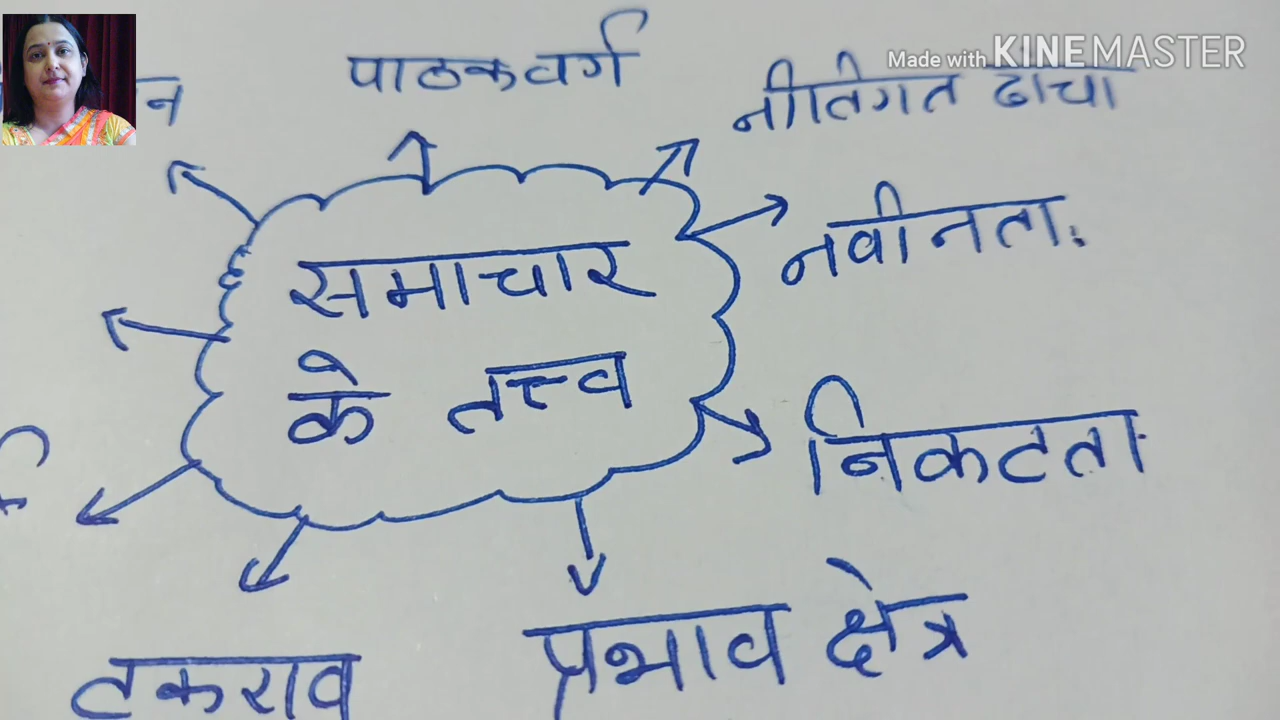 पाठकवर्ग
Made with KINEMASTER
नीतिगत ढाचा
नवीनता
समाचार
के तत्त्व
निकटता
प्रभाव क्षेत्र
टकराव